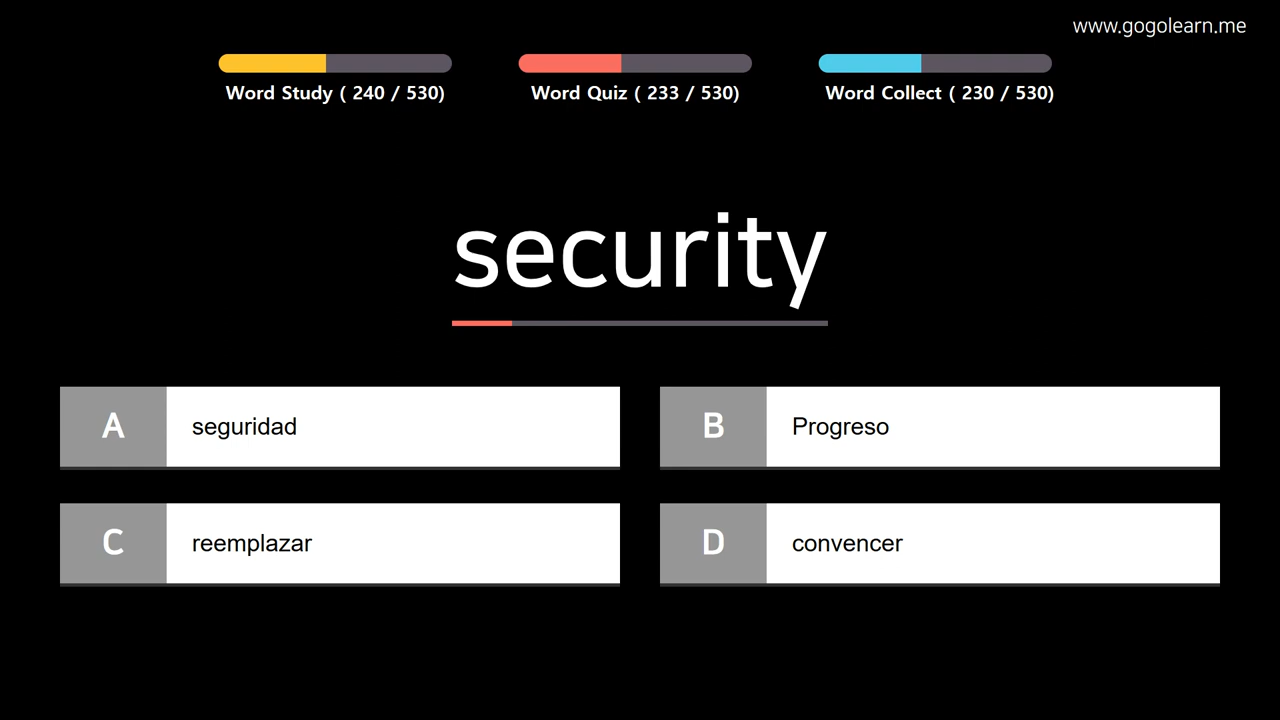 www.gogolearn.me
Word Study ( 240 / 530)
Word Quiz ( 233 / 530)
Word Collect ( 230 / 530)
security
A seguridad
B Progreso
C reemplazar
D convencer